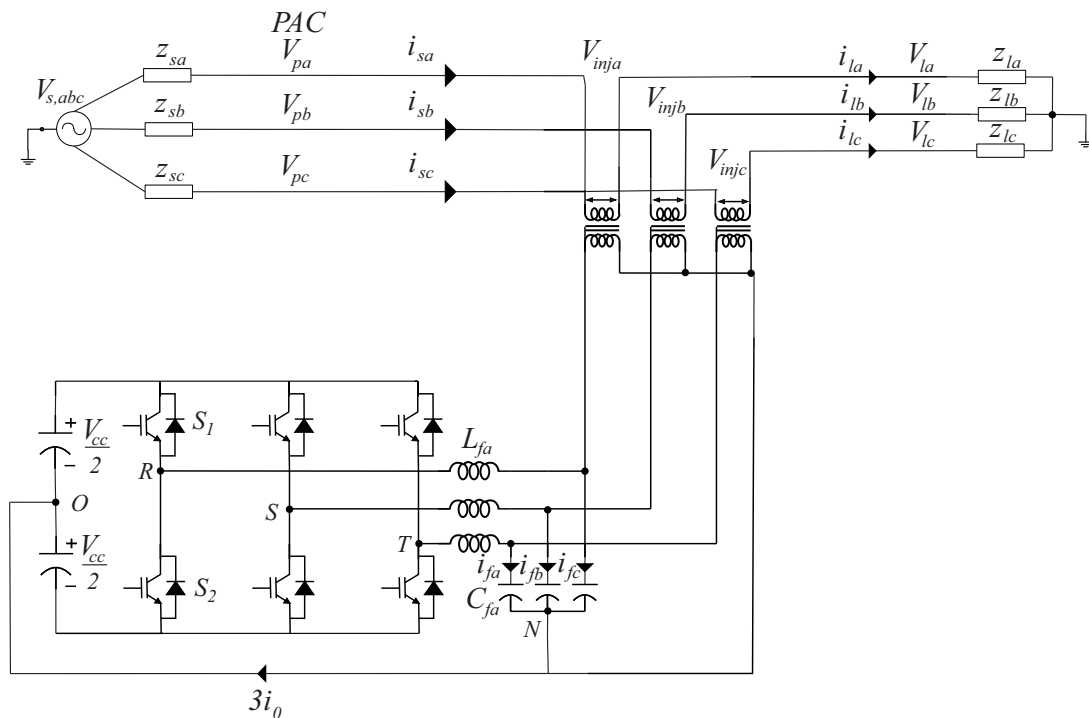 PAC
z_sa V_pa i_sa V_inja i_la V_la z_la
V_s,abc
z_sb V_pb i_sb V_injb i_lb V_lb z_lb
z_sc V_pc i_sc V_injc i_lc V_lc z_lc
+ V_cc/2 − S_1
R L_fa
O S
T
+ V_cc/2 − S_2
i_fa i_fb i_fc
C_fa
N
3i_0